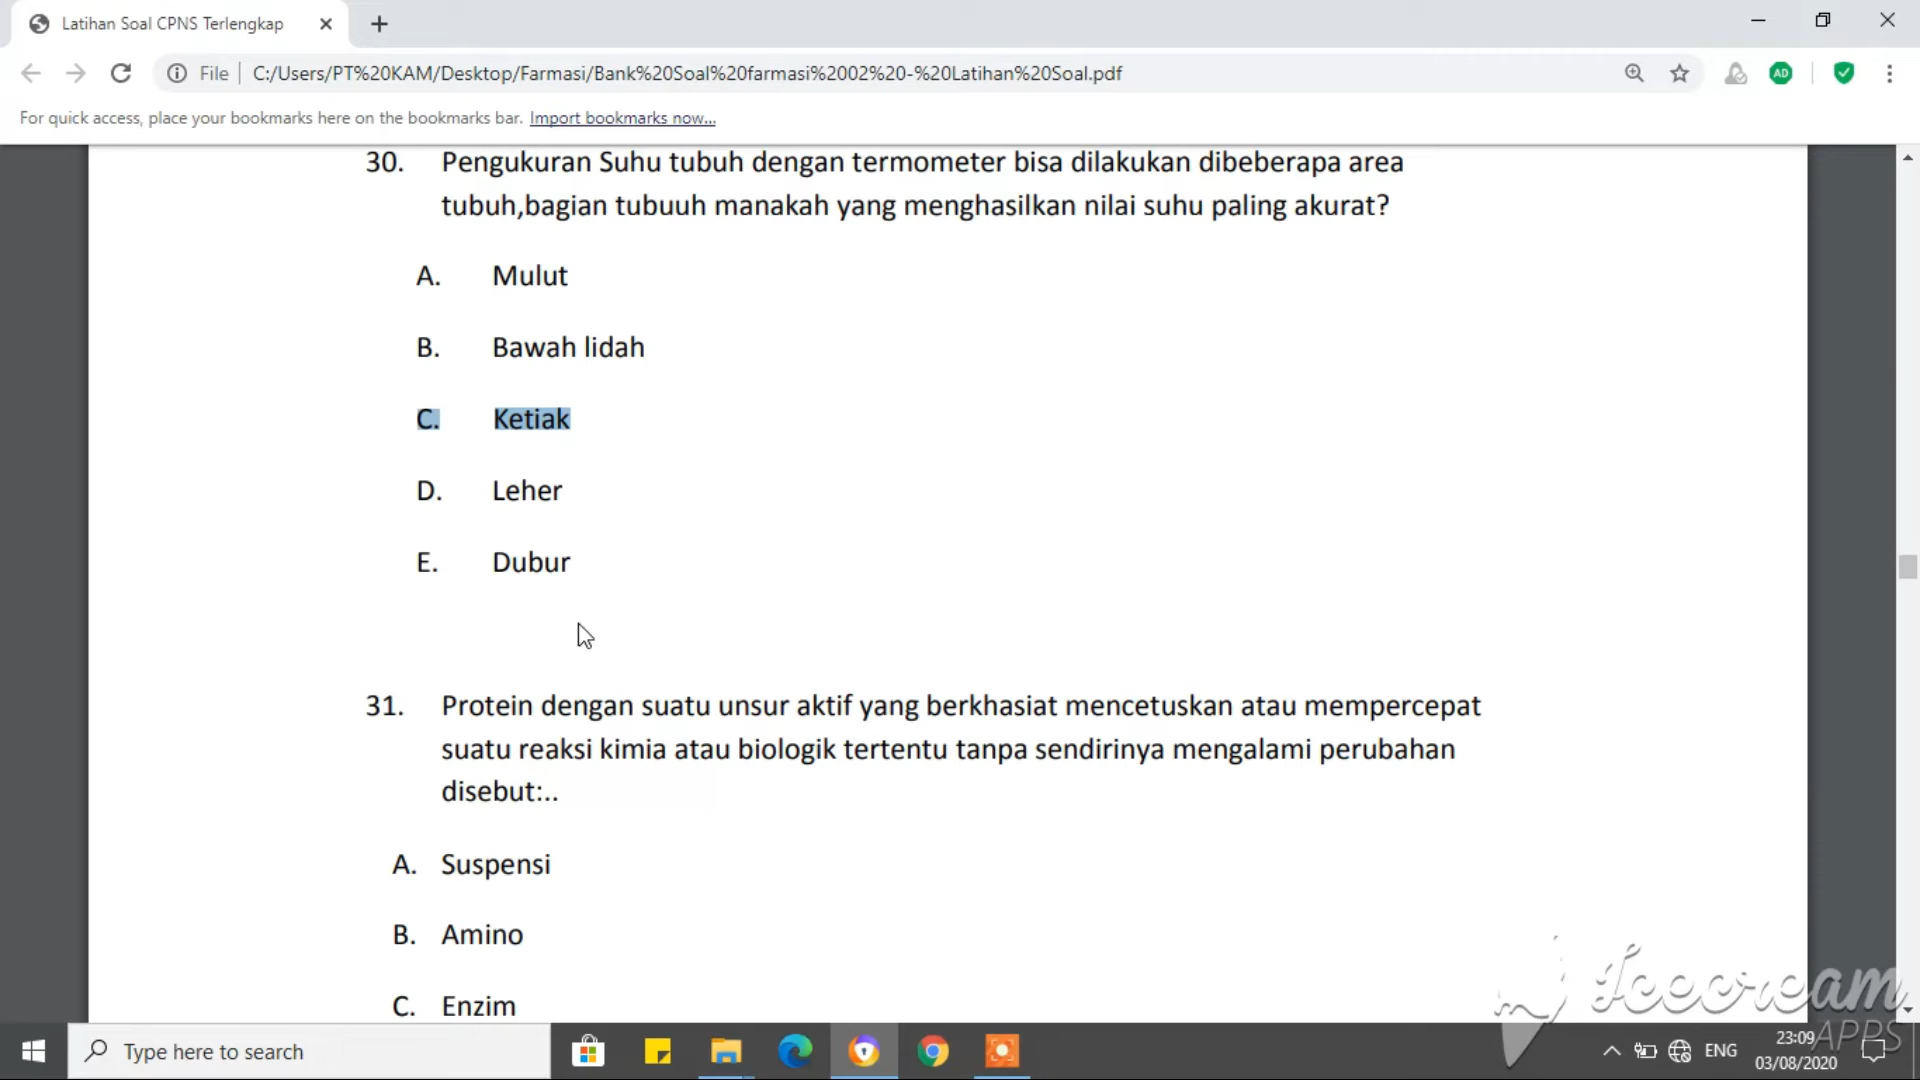 Latihan Soal CPNS Terlengkap
File C:/Users/PT%20KAM/Desktop/Farmasi/Bank%20Soal%20farmasi%2002%20-%20Latihan%20Soal.pdf
AD
For quick access, place your bookmarks here on the bookmarks bar. Import bookmarks now...
30. Pengukuran Suhu tubuh dengan termometer bisa dilakukan dibeberapa area
tubuh,bagian tubuuh manakah yang menghasilkan nilai suhu paling akurat?
A. Mulut
B. Bawah lidah
C. Ketiak
D. Leher
E. Dubur
31. Protein dengan suatu unsur aktif yang berkhasiat mencetuskan atau mempercepat
suatu reaksi kimia atau biologik tertentu tanpa sendirinya mengalami perubahan
disebut:..
A. Suspensi
B. Amino
C. Enzim
Icecream
APPS
Type here to search
ENG
23:09
03/08/2020